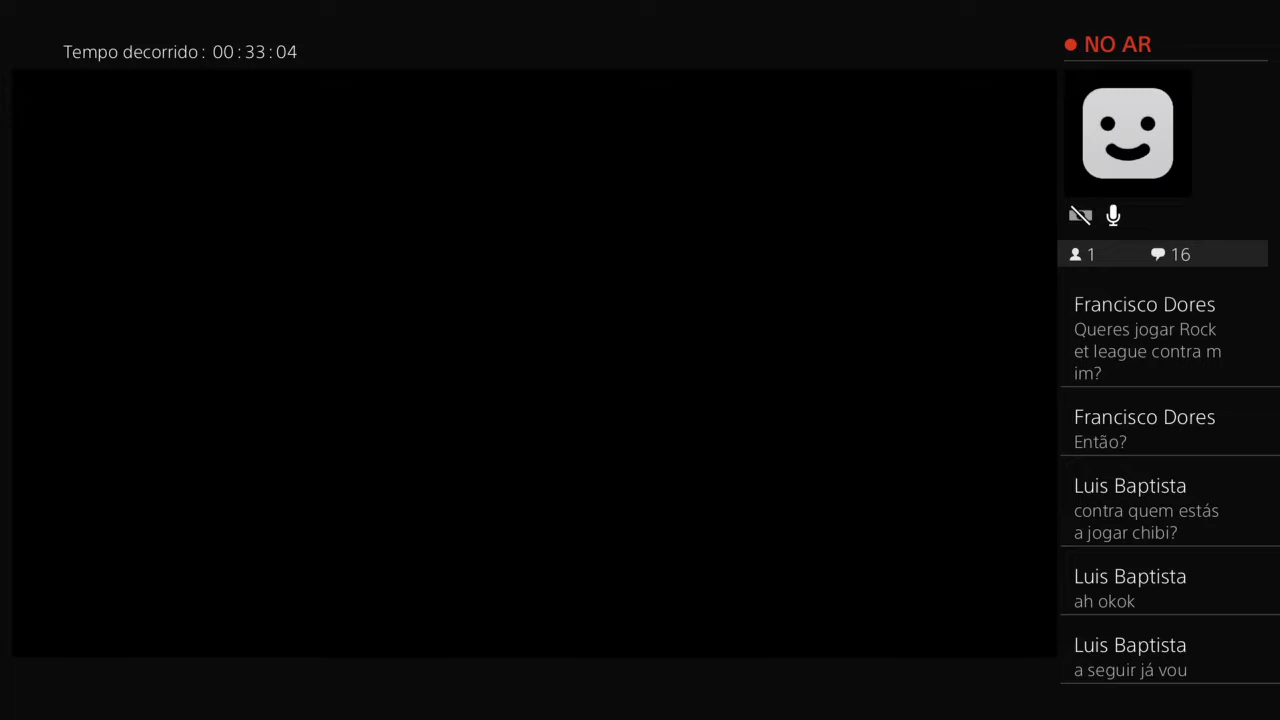 Tempo decorrido: 00:33:04
NO AR
1 16
Francisco Dores
Queres jogar Rock
et league contra m
im?
Francisco Dores
Então?
Luis Baptista
contra quem estás
a jogar chibi?
Luis Baptista
ah okok
Luis Baptista
a seguir já vou